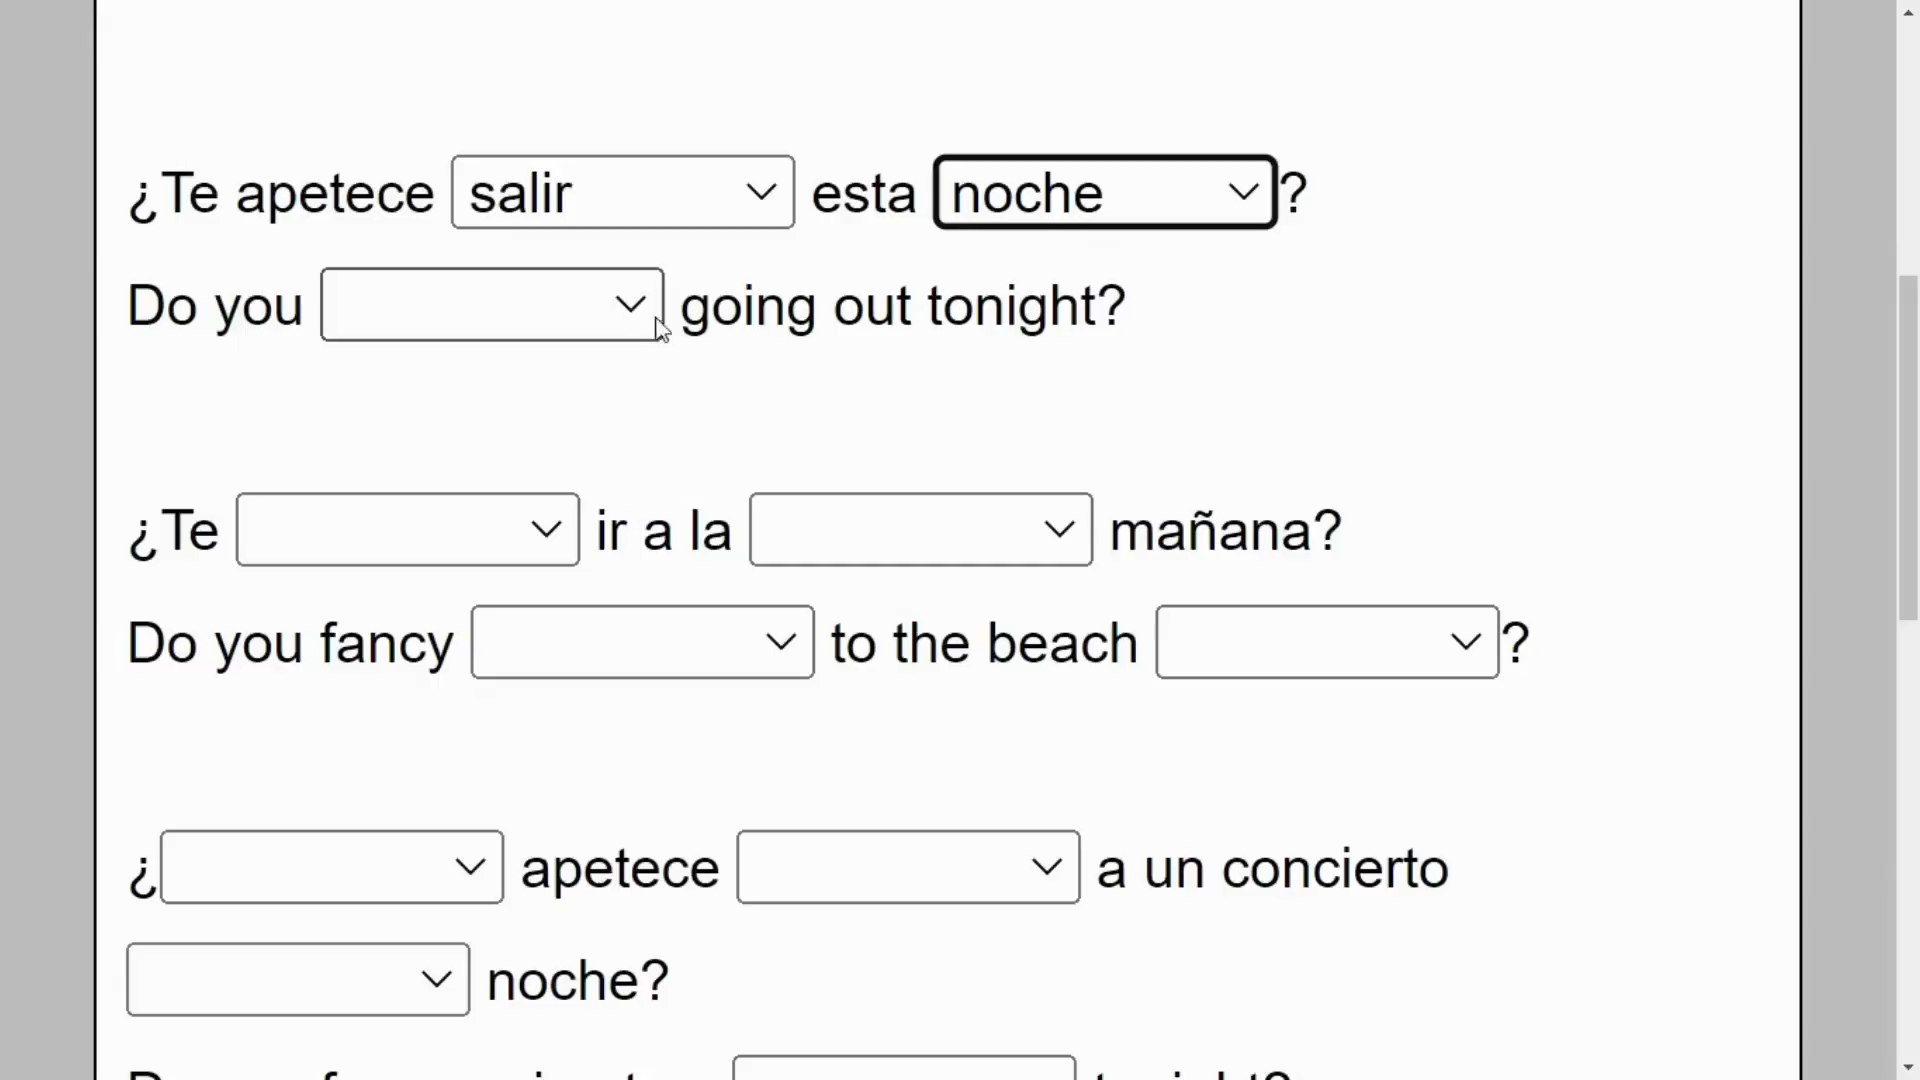 ¿Te apetece salir esta noche?
Do you going out tonight?
¿Te ir a la mañana?
Do you fancy to the beach ?
¿ apetece a un concierto
noche?